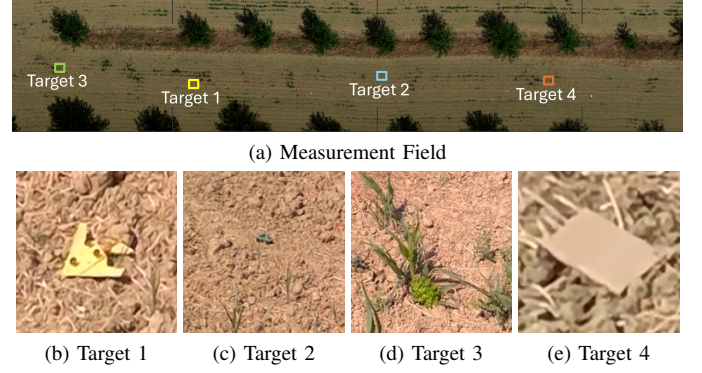 Target 3
Target 1
Target 2
Target 4
(a) Measurement Field
(b) Target 1
(c) Target 2
(d) Target 3
(e) Target 4